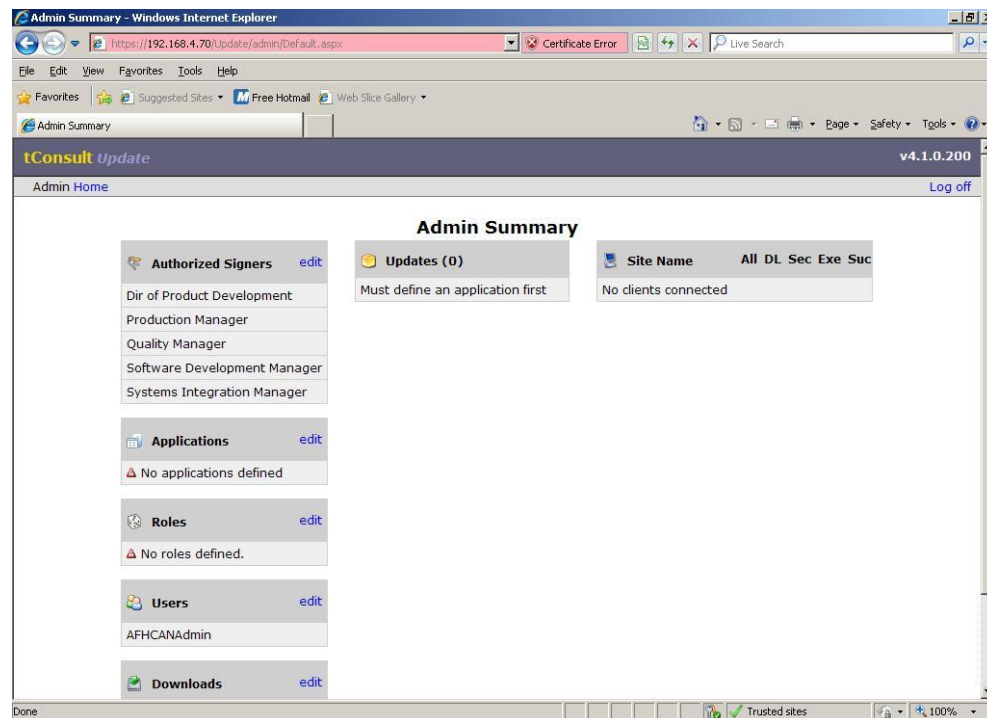 Admin Summary - Windows Internet Explorer
https://192.168.4.70/Update/admin/Default.aspx
Certificate Error
Live Search
File Edit View Favorites Tools Help
Favorites Suggested Sites Free Hotmail Web Slice Gallery
Admin Summary
Page Safety Tools
tConsult Update
v4.1.0.200
Admin Home
Log off
Admin Summary
Authorized Signers edit
Dir of Product Development
Production Manager
Quality Manager
Software Development Manager
Systems Integration Manager
Applications edit
No applications defined
Roles edit
No roles defined.
Users edit
AFHCANAdmin
Downloads edit
Updates (0)
Must define an application first
Site Name All DL Sec Exe Suc
No clients connected
Done
Trusted sites
100%